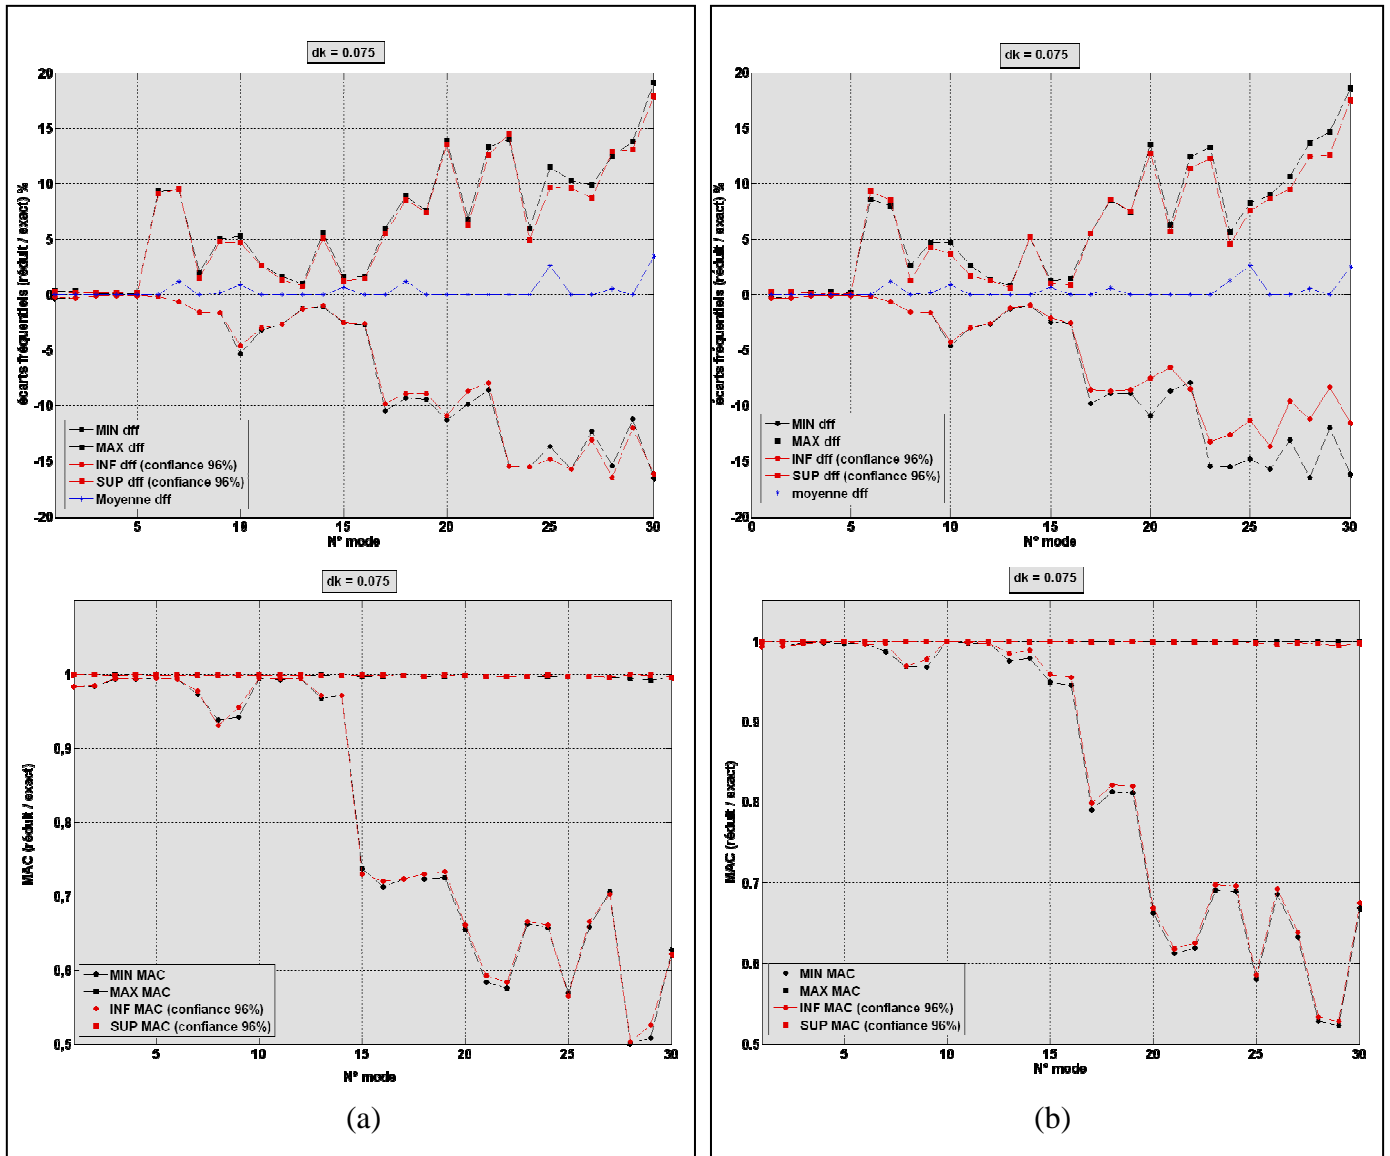 dk = 0.075
écarts fréquentiels (réduit / exact) %
20
15
10
5
0
-5
-10
-15
-20
MIN dff
MAX dff
INF dff (confiance 96%)
SUP dff (confiance 96%)
Moyenne dff
5 10 15 20 25 30
N° mode
dk = 0.075
MAC (réduit / exact)
1
0,9
0,8
0,7
0,6
0,5
MIN MAC
MAX MAC
INF MAC (confiance 96%)
SUP MAC (confiance 96%)
5 10 15 20 25 30
N° mode
(a)
dk = 0.075
écarts fréquentiels (réduit / exact) %
20
15
10
5
0
-5
-10
-15
-20
MIN dff
MAX dff
INF dff (confiance 96%)
SUP dff (confiance 96%)
moyenne dff
0 5 10 15 20 25 30
N° mode
dk = 0.075
MAC (réduit / exact)
1
0.9
0.8
0.7
0.6
0.5
MIN MAC
MAX MAC
INF MAC (confiance 96%)
SUP MAC (confiance 96%)
5 10 15 20 25 30
N° mode
(b)